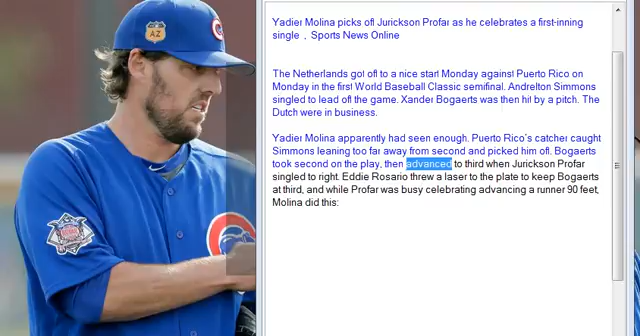 Yadier Molina picks off Jurickson Profar as he celebrates a first-inning
single , Sports News Online
The Netherlands got off to a nice start Monday against Puerto Rico on
Monday in the first World Baseball Classic semifinal. Andrelton Simmons
singled to lead off the game. Xander Bogaerts was then hit by a pitch. The
Dutch were in business.
Yadier Molina apparently had seen enough. Puerto Rico's catcher caught
Simmons leaning too far away from second and picked him off. Bogaerts
took second on the play, then advanced to third when Jurickson Profar
singled to right. Eddie Rosario threw a laser to the plate to keep Bogaerts
at third, and while Profar was busy celebrating advancing a runner 90 feet,
Molina did this:
AZ